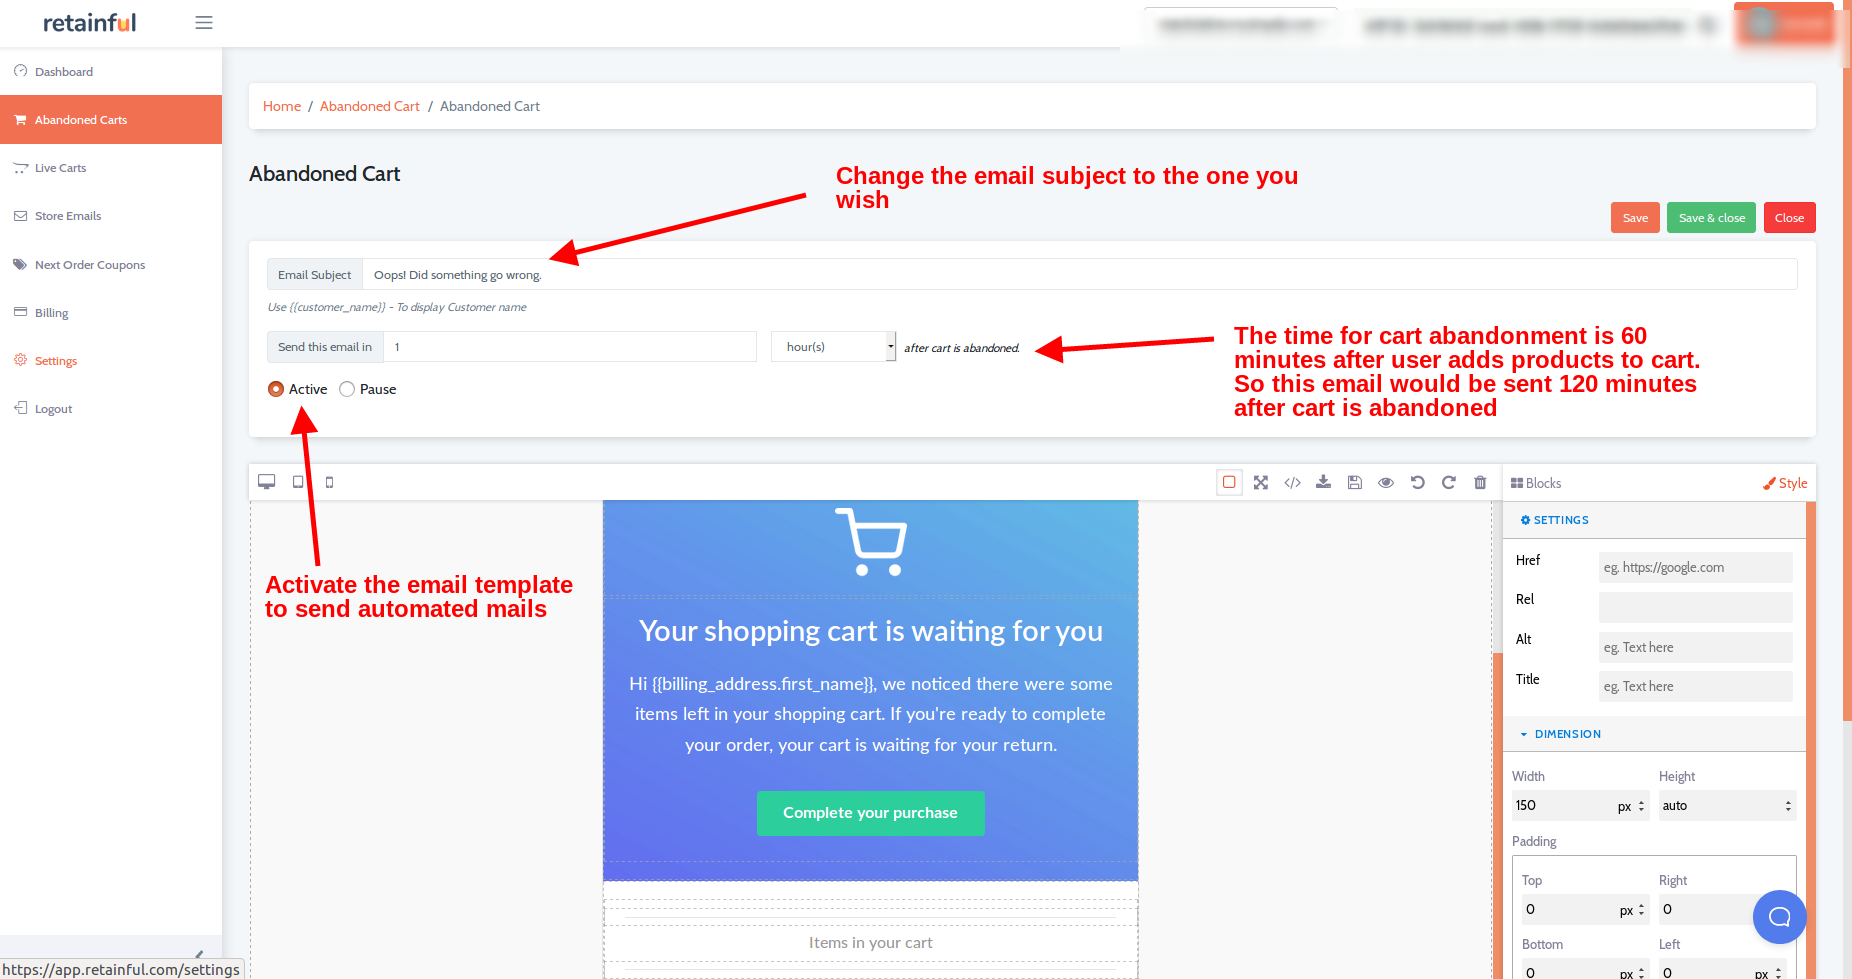 retainful
Dashboard
Abandoned Carts
Live Carts
Store Emails
Next Order Coupons
Billing
Settings
Logout
https://app.retainful.com/settings
Home / Abandoned Cart / Abandoned Cart
Abandoned Cart
Change the email subject to the one you
wish
Save
Save & close
Close
Email Subject
Oops! Did something go wrong.
Use {{customer_name}} - To display Customer name
Send this email in
1
hour(s)
after cart is abandoned.
The time for cart abandonment is 60
minutes after user adds products to cart.
So this email would be sent 120 minutes
after cart is abandoned
Active
Pause
Activate the email template
to send automated mails
Your shopping cart is waiting for you
Hi {{billing_address.first_name}}, we noticed there were some
items left in your shopping cart. If you're ready to complete
your order, your cart is waiting for your return.
Complete your purchase
Items in your cart
Blocks
Style
SETTINGS
Href
eg. https://google.com
Rel
Alt
eg. Text here
Title
eg. Text here
DIMENSION
Width
Height
150 px
auto
Padding
Top
Right
0 px
0
Bottom
Left
0 px
0 px